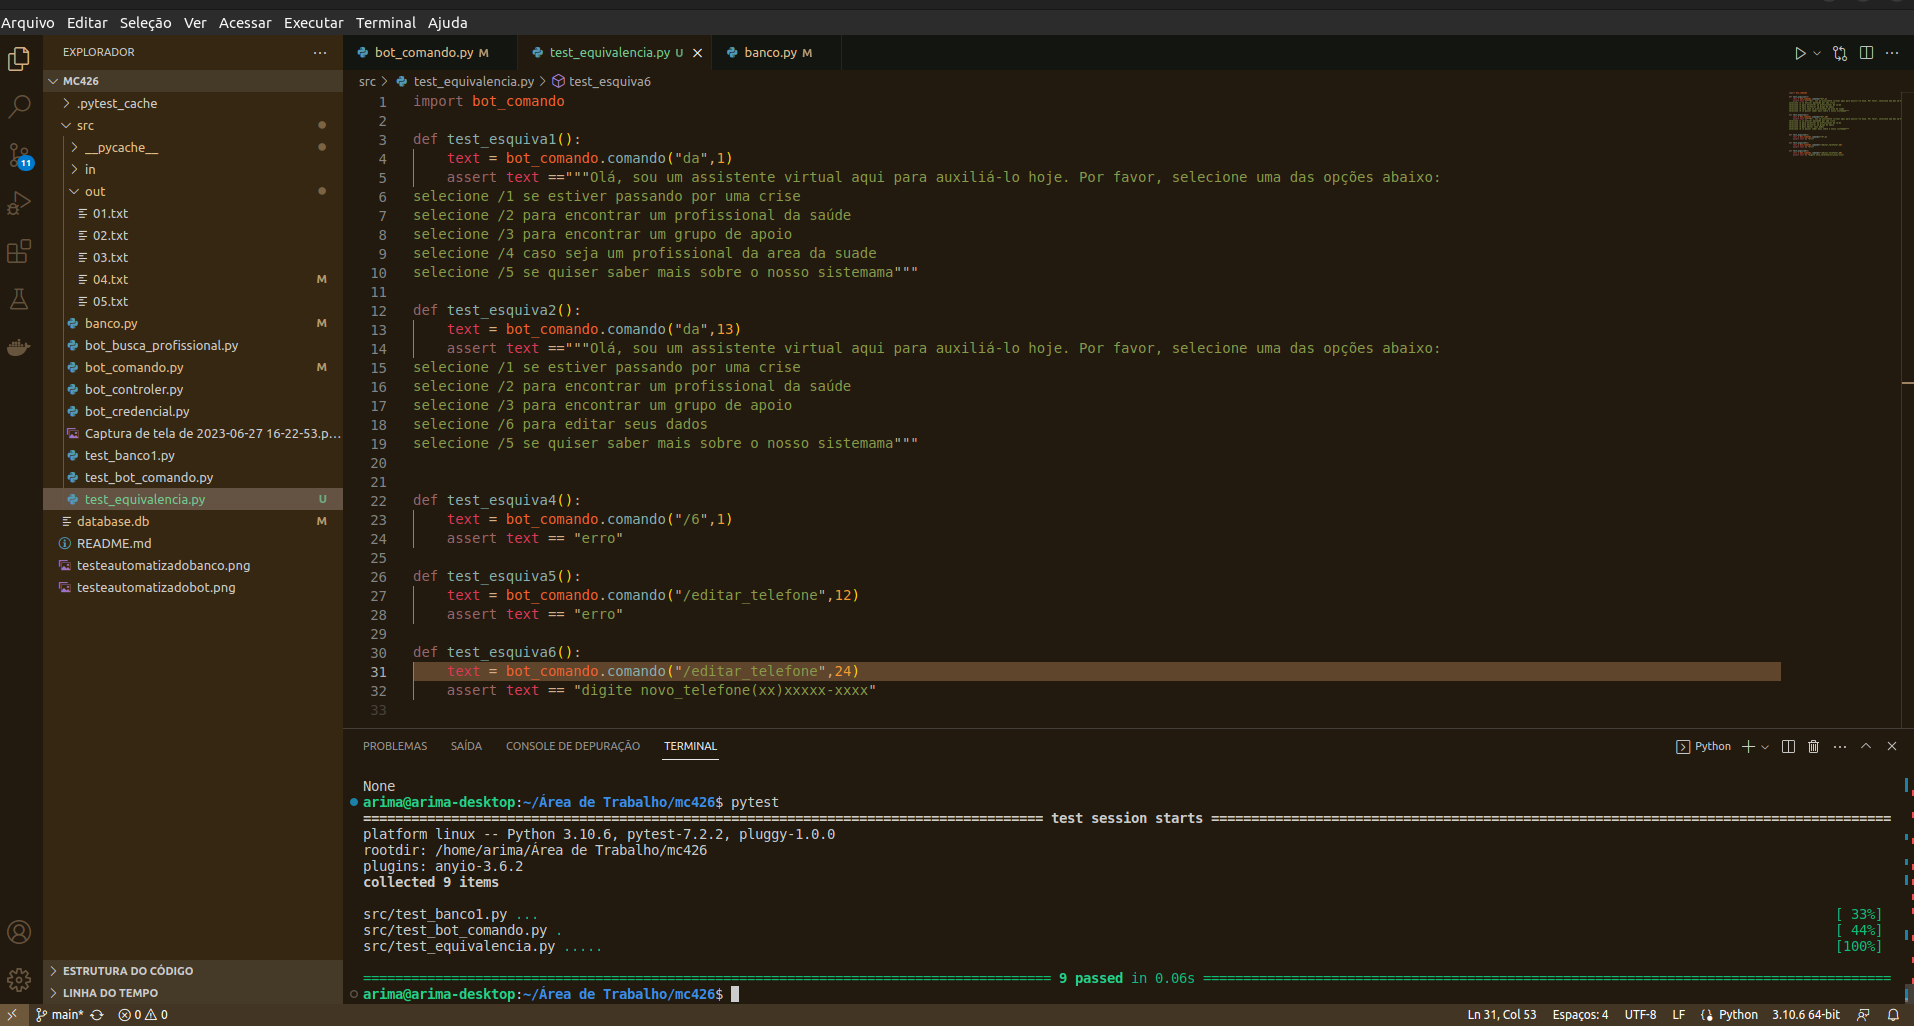 Arquivo Editar Seleção Ver Acessar Executar Terminal Ajuda
EXPLORADOR
MC426
.pytest_cache
src
__pycache__
in
out
01.txt
02.txt
03.txt
04.txt M
05.txt
banco.py M
bot_busca_profissional.py
bot_comando.py M
bot_controler.py
bot_credencial.py
Captura de tela de 2023-06-27 16-22-53.p...
test_banco1.py
test_bot_comando.py
test_equivalencia.py U
database.db M
README.md
testeautomatizadobanco.png
testeautomatizadobot.png
ESTRUTURA DO CÓDIGO
LINHA DO TEMPO
11
bot_comando.py M test_equivalencia.py U banco.py M
src > test_equivalencia.py > test_esquiva6
1 import bot_comando
2
3 def test_esquiva1():
4     text = bot_comando.comando("da",1)
5     assert text =="""Olá, sou um assistente virtual aqui para auxiliá-lo hoje. Por favor, selecione uma das opções abaixo:
6 selecione /1 se estiver passando por uma crise
7 selecione /2 para encontrar um profissional da saúde
8 selecione /3 para encontrar um grupo de apoio
9 selecione /4 caso seja um profissional da area da suade
10 selecione /5 se quiser saber mais sobre o nosso sistemama"""
11
12 def test_esquiva2():
13     text = bot_comando.comando("da",13)
14     assert text =="""Olá, sou um assistente virtual aqui para auxiliá-lo hoje. Por favor, selecione uma das opções abaixo:
15 selecione /1 se estiver passando por uma crise
16 selecione /2 para encontrar um profissional da saúde
17 selecione /3 para encontrar um grupo de apoio
18 selecione /6 para editar seus dados
19 selecione /5 se quiser saber mais sobre o nosso sistemama"""
20
21
22 def test_esquiva4():
23     text = bot_comando.comando("/6",1)
24     assert text == "erro"
25
26 def test_esquiva5():
27     text = bot_comando.comando("/editar_telefone",12)
28     assert text == "erro"
29
30 def test_esquiva6():
31     text = bot_comando.comando("/editar_telefone",24)
32     assert text == "digite novo_telefone(xx)xxxxx-xxxx"
33
PROBLEMAS SAÍDA CONSOLE DE DEPURAÇÃO TERMINAL Python
None
arima@arima-desktop:~/Área de Trabalho/mc426$ pytest
test session starts
platform linux -- Python 3.10.6, pytest-7.2.2, pluggy-1.0.0
rootdir: /home/arima/Área de Trabalho/mc426
plugins: anyio-3.6.2
collected 9 items
src/test_banco1.py ... [ 33%]
src/test_bot_comando.py . [ 44%]
src/test_equivalencia.py ..... [100%]
9 passed in 0.06s
arima@arima-desktop:~/Área de Trabalho/mc426$
main* 0 0 Ln 31, Col 53 Espaços: 4 UTF-8 LF Python 3.10.6 64-bit